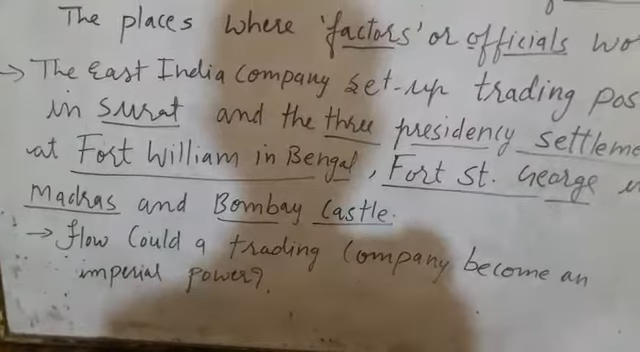 The places where 'factors' or officials wo
→ The East India Company set-up trading pos
in Surat and the three presidency settleme
at Fort William in Bengal, Fort St. George
Madras and Bombay Castle.
→ How Could a trading Company become an
imperial power?